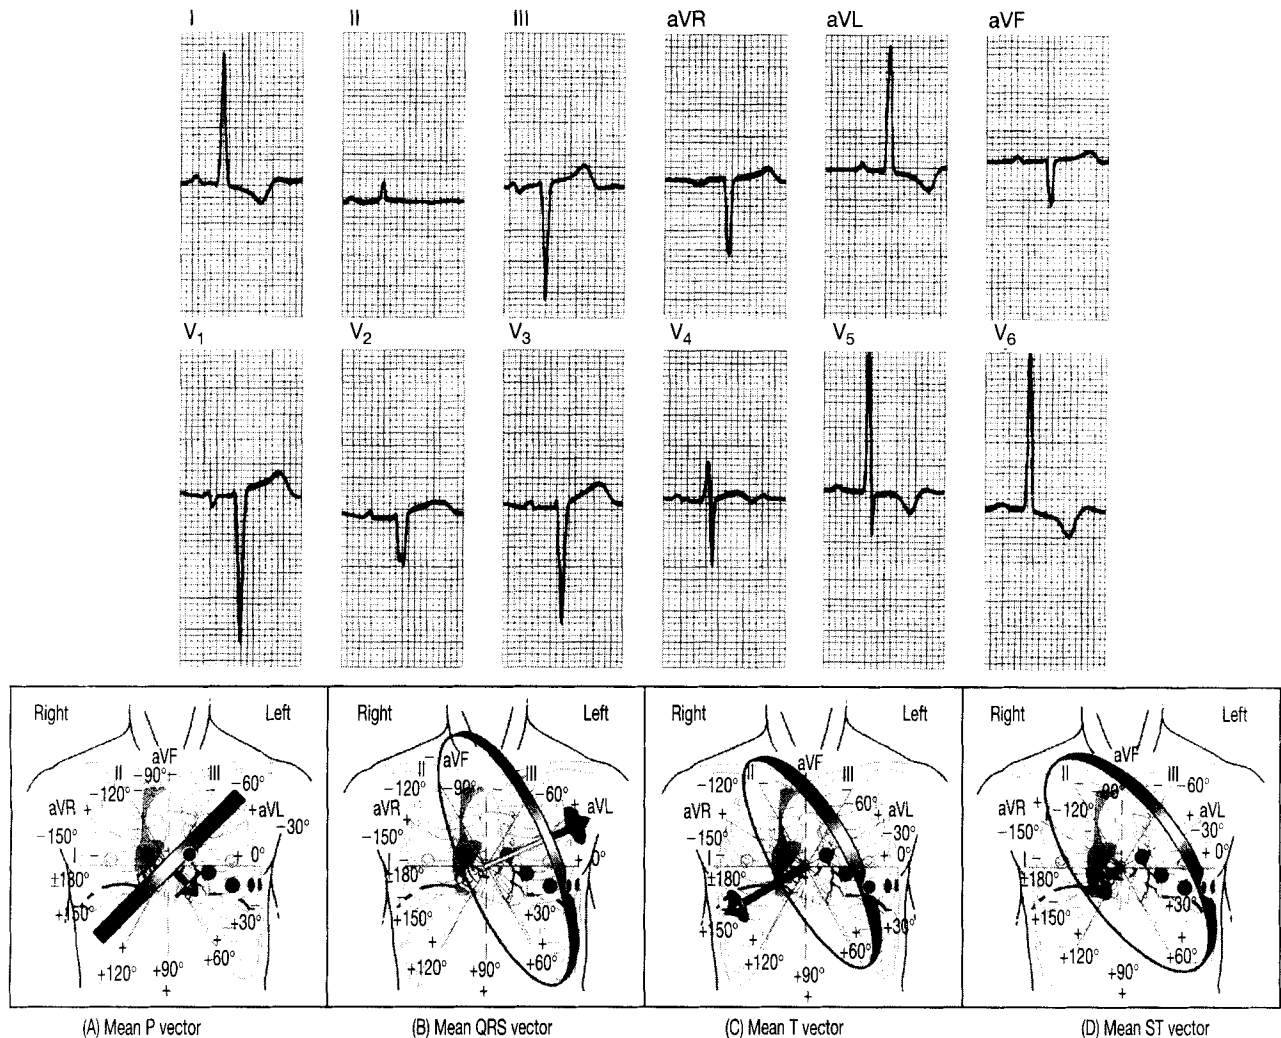 I II III aVR aVL aVF
V1 V2 V3 V4 V5 V6
Right Left
aVF
II −90° III
−120° −60°
aVR + +aVL
−150° −30°
I − + 0°
±180°
+150° +30°
+120° +90° +60°
+
(A) Mean P vector
Right Left
aVF
II −90° III
−120° −60°
aVR + aVL
−150° −30°
I − + 0°
±180°
+150° +30°
+120° +90° +60°
+
(B) Mean QRS vector
Right Left
aVF
−120° II III
−60°
aVR + aVL
−150° −30°
I − + 0°
±180°
+150° +30°
+120° +90° +60°
+
(C) Mean T vector
Right Left
aVF
II III
−60°
aVR −120° aVL
−150° −30°
I − + 0°
±180°
+150° +30°
+120° +90° +60°
+
(D) Mean ST vector